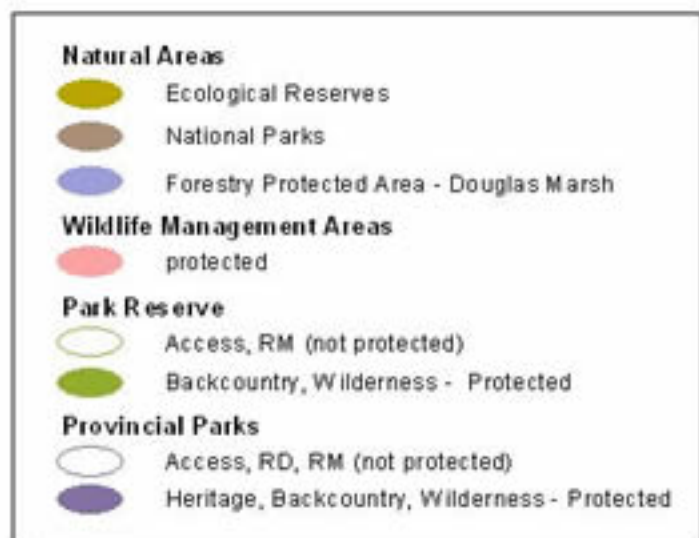 Natural Areas
Ecological Reserves
National Parks
Forestry Protected Area - Douglas Marsh
Wildlife Management Areas
protected
Park Reserve
Access, RM (not protected)
Backcountry, Wilderness - Protected
Provincial Parks
Access, RD, RM (not protected)
Heritage, Backcountry, Wilderness - Protected